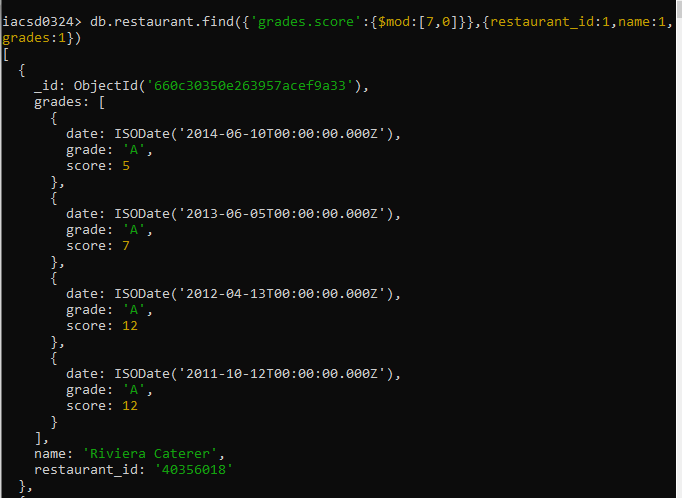 iacsd0324> db.restaurant.find({'grades.score':{$mod:[7,0]}},{restaurant_id:1,name:1,
grades:1})
[
  {
    _id: ObjectId('660c30350e263957acef9a33'),
    grades: [
      {
        date: ISODate('2014-06-10T00:00:00.000Z'),
        grade: 'A',
        score: 5
      },
      {
        date: ISODate('2013-06-05T00:00:00.000Z'),
        grade: 'A',
        score: 7
      },
      {
        date: ISODate('2012-04-13T00:00:00.000Z'),
        grade: 'A',
        score: 12
      },
      {
        date: ISODate('2011-10-12T00:00:00.000Z'),
        grade: 'A',
        score: 12
      }
    ],
    name: 'Riviera Caterer',
    restaurant_id: '40356018'
  },